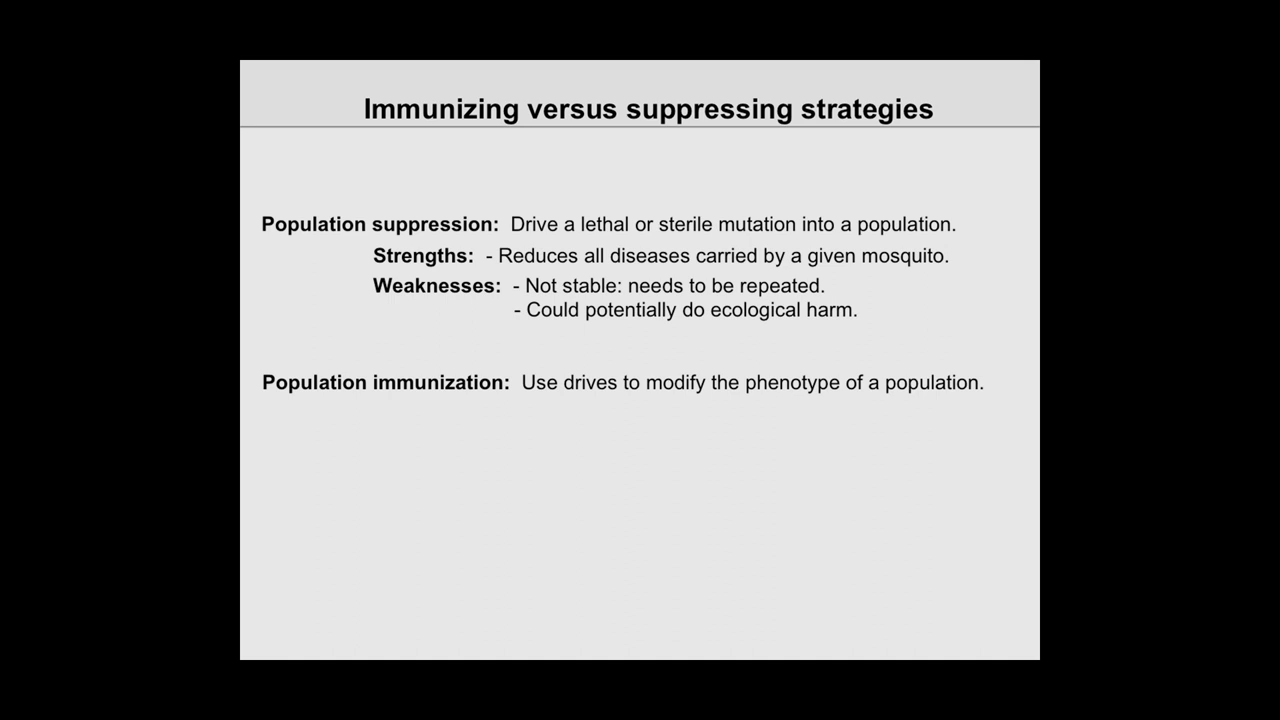 Immunizing versus suppressing strategies
Population suppression: Drive a lethal or sterile mutation into a population.
Strengths: - Reduces all diseases carried by a given mosquito.
Weaknesses: - Not stable: needs to be repeated.
- Could potentially do ecological harm.
Population immunization: Use drives to modify the phenotype of a population.